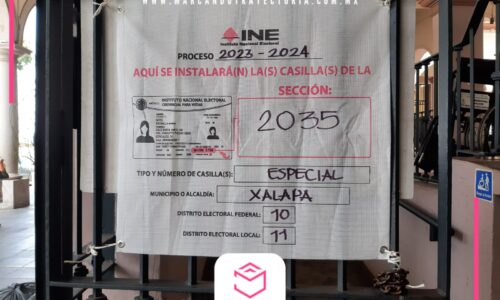 WWW.MARCANDOTRAYECTORIA.COM.MX
INE
Instituto Nacional Electoral
PROCESO 2023 - 2024
AQUÍ SE INSTALARÁ(N) LA(S) CASILLA(S) DE LA
SECCIÓN:
INSTITUTO NACIONAL ELECTORAL
CREDENCIAL PARA VOTAR
2035
TIPO Y NÚMERO DE CASILLA(S): ESPECIAL
MUNICIPIO O ALCALDÍA: XALAPA
DISTRITO ELECTORAL FEDERAL: 10
DISTRITO ELECTORAL LOCAL: 11